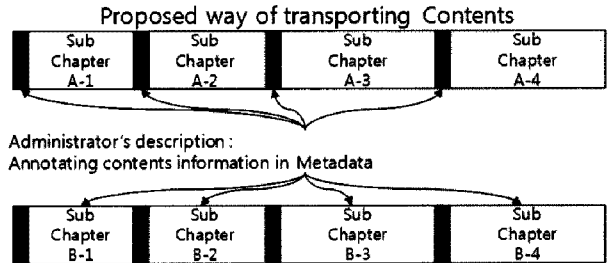 Proposed way of transporting Contents
Sub Chapter A-1
Sub Chapter A-2
Sub Chapter A-3
Sub Chapter A-4
Administrator's description :
Annotating contents information in Metadata
Sub Chapter B-1
Sub Chapter B-2
Sub Chapter B-3
Sub Chapter B-4